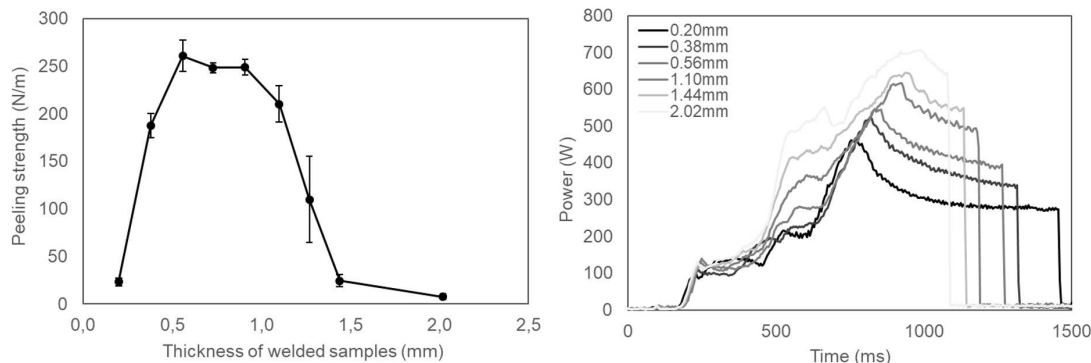 300
250
200
150
100
50
0
Peeling strength (N/m)
0,0 0,5 1,0 1,5 2,0 2,5
Thickness of welded samples (mm)
800
700
600
500
400
300
200
100
0
Power (W)
0.20mm
0.38mm
0.56mm
1.10mm
1.44mm
2.02mm
0 500 1000 1500
Time (ms)